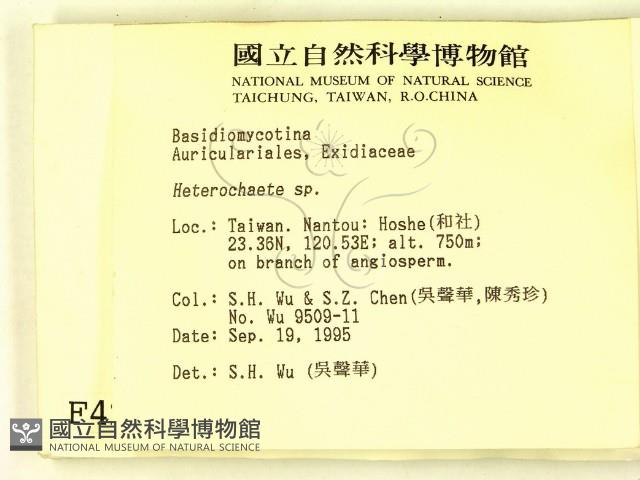 國立自然科學博物館
NATIONAL MUSEUM OF NATURAL SCIENCE
TAICHUNG, TAIWAN, R.O.CHINA
Basidiomycotina
Auriculariales, Exidiaceae
Heterochaete sp.
Loc.: Taiwan. Nantou: Hoshe(和社)
23.36N, 120.53E; alt. 750m;
on branch of angiosperm.
Col.: S.H. Wu & S.Z. Chen(吳聲華,陳秀珍)
No. Wu 9509-11
Date: Sep. 19, 1995
Det.: S.H. Wu (吳聲華)
F4
國立自然科學博物館
NATIONAL MUSEUM OF NATURAL SCIENCE